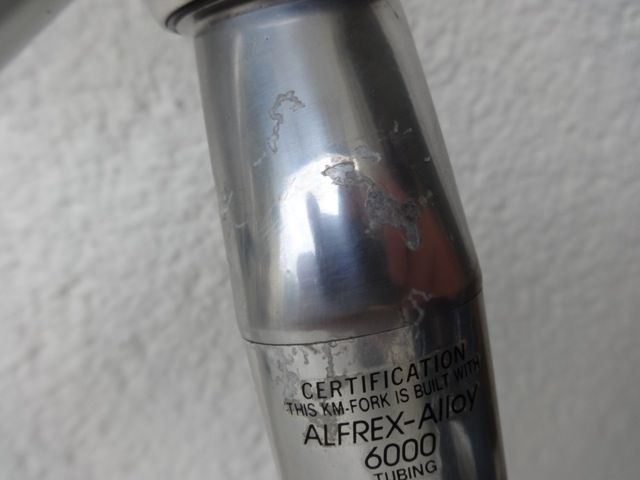 CERTIFICATION
THIS KM-FORK IS BUILT WITH
ALFREX-Alloy
6000
TUBING